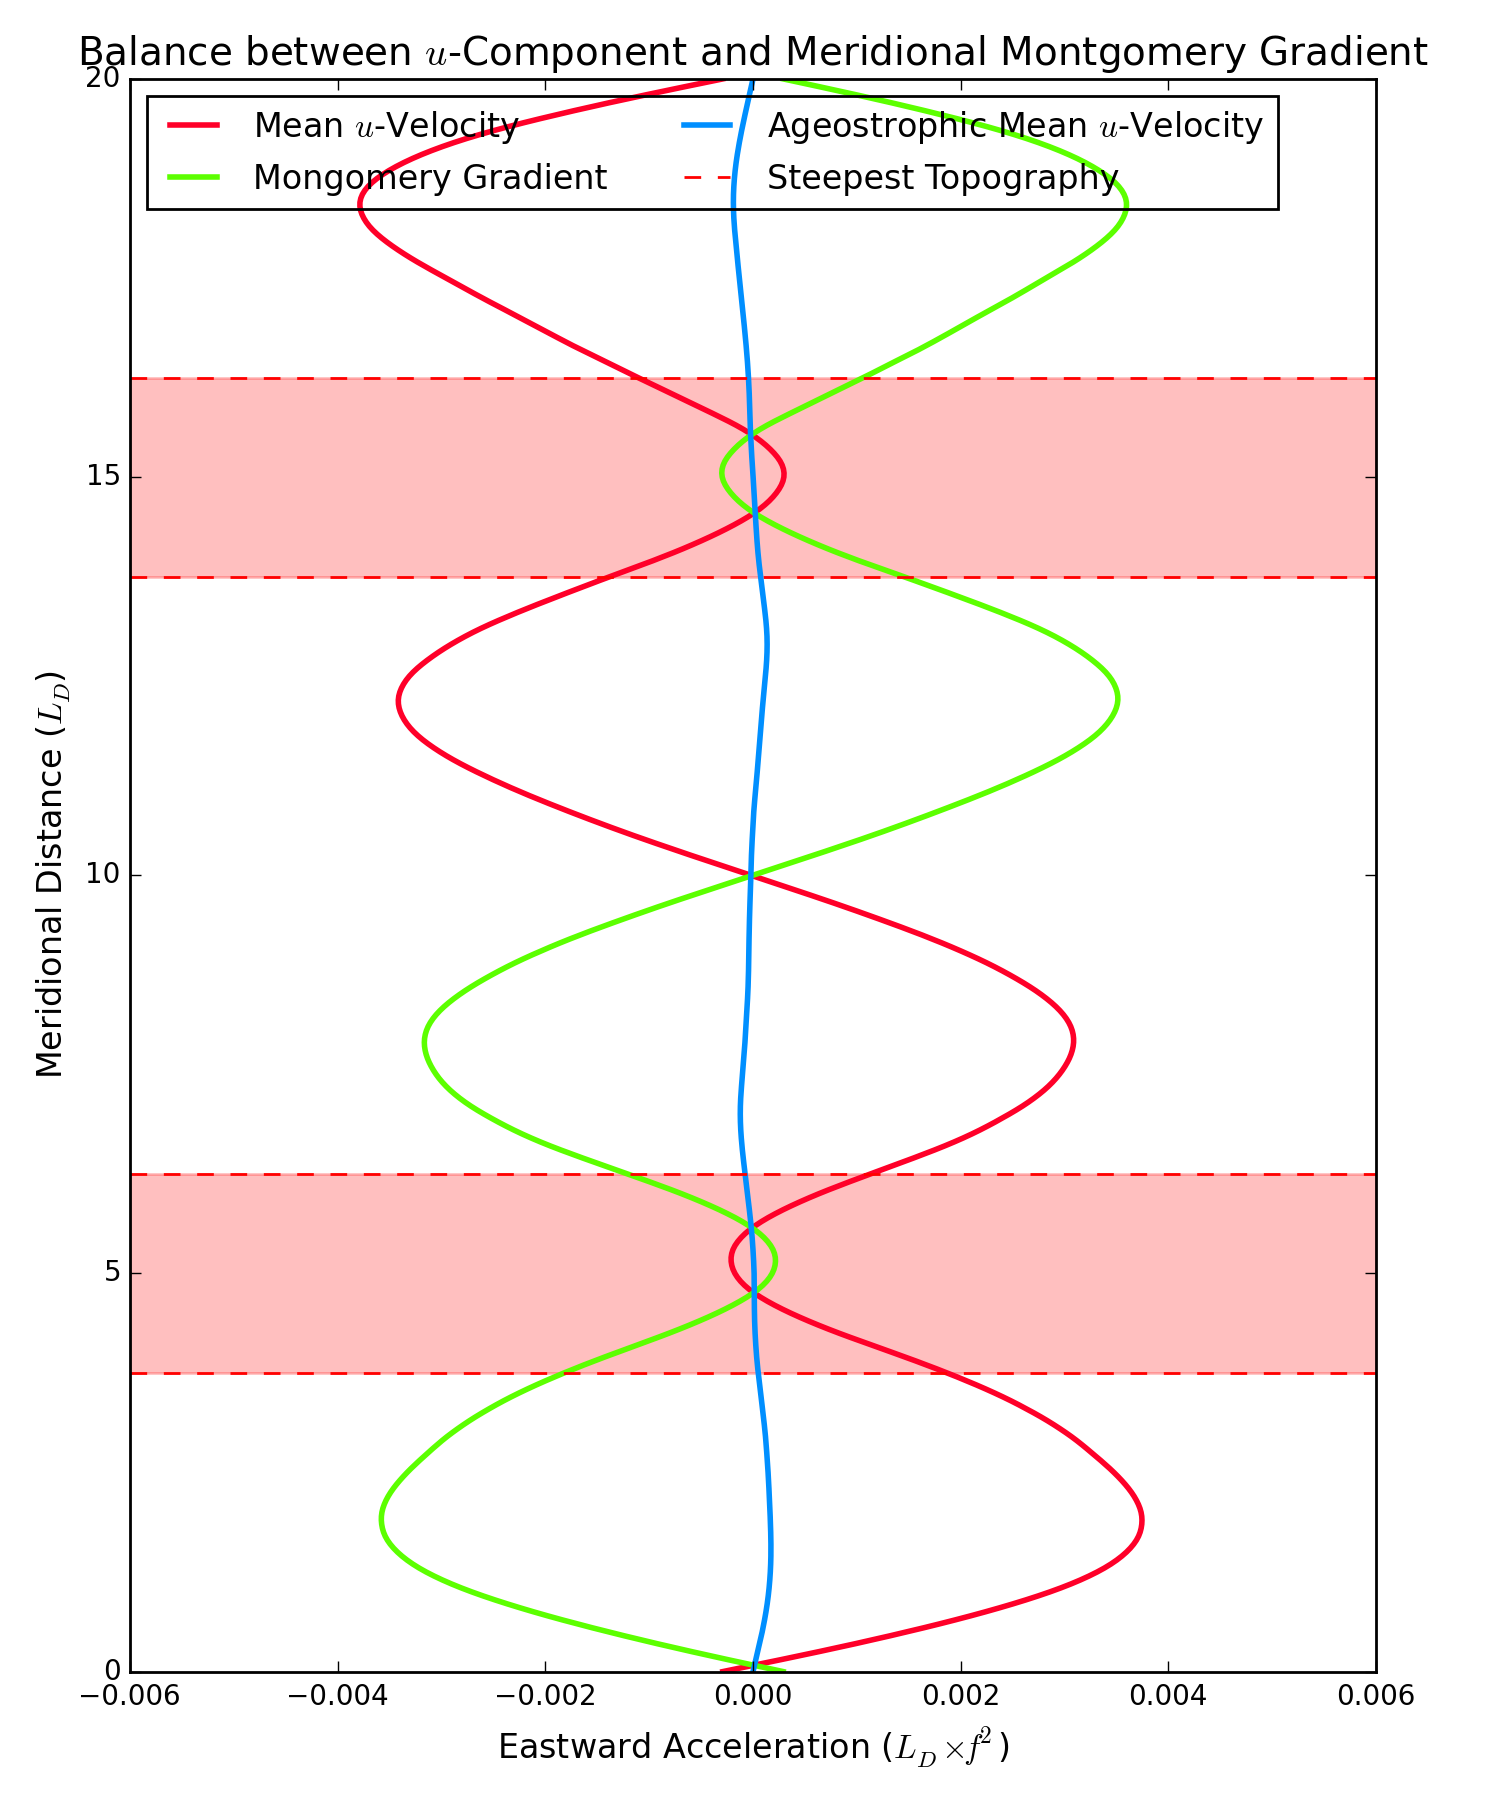 Balance between u-Component and Meridional Montgomery Gradient
Mean u-Velocity
Mongomery Gradient
Ageostrophic Mean u-Velocity
Steepest Topography
20
15
10
5
0
Meridional Distance (L_D)
−0.006 −0.004 −0.002 0.000 0.002 0.004 0.006
Eastward Acceleration (L_D × f²)